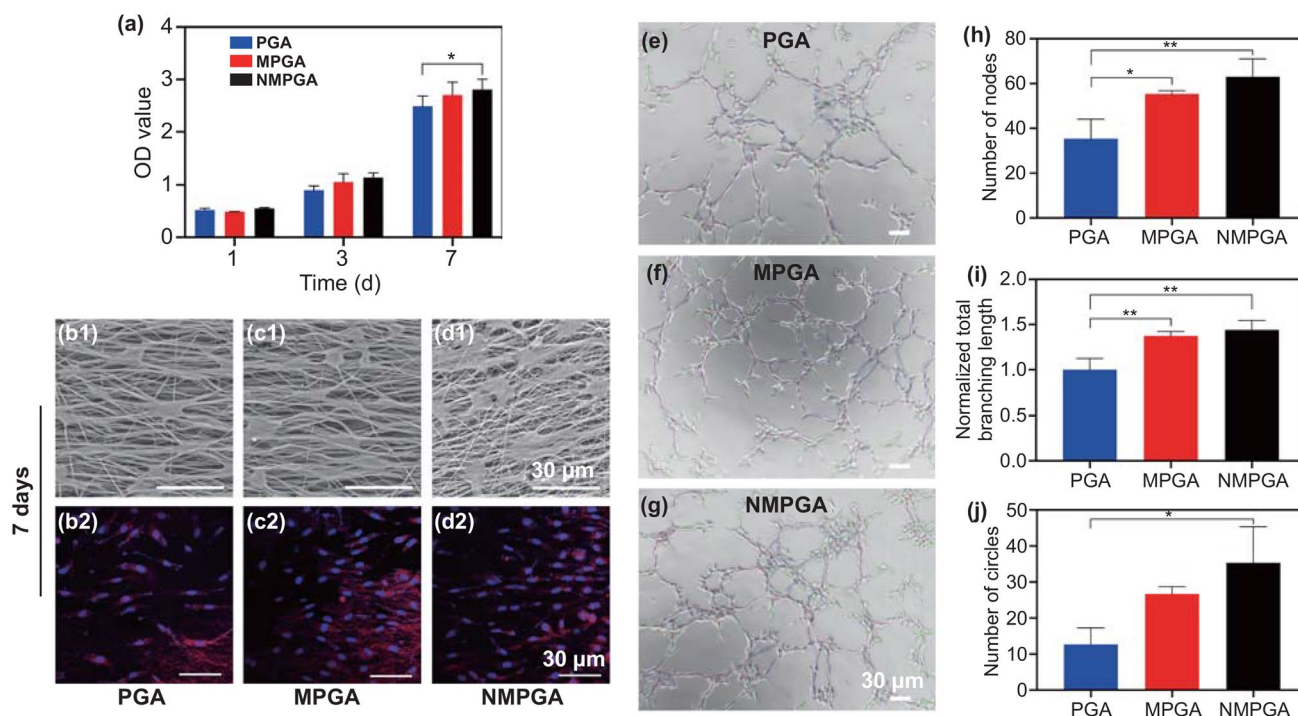 (a)
4
3
2
1
0
OD value
PGA
MPGA
NMPGA
*
1 3 7
Time (d)
(b1) (c1) (d1)
30 μm
7 days
(b2) (c2) (d2)
30 μm
PGA MPGA NMPGA
(e) PGA
(f) MPGA
(g) NMPGA
30 μm
(h)
80
60
40
20
0
Number of nodes
**
*
PGA MPGA NMPGA
(i)
2.0
1.5
1.0
0.5
0.0
Normalized total
branching length
**
**
PGA MPGA NMPGA
(j)
50
40
30
20
10
0
Number of circles
*
PGA MPGA NMPGA